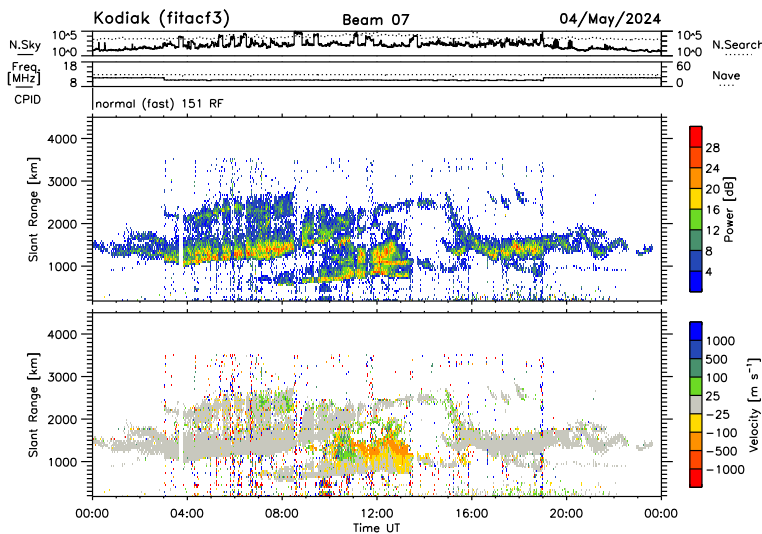 Kodiak (fitacf3) Beam 07 04/May/2024
N.Sky 10+5 10+0 10+5 10+0 N.Search
Freq. [MHz] 18 8 60 0 Nave
CPID normal (fast) 151 RF
Slant Range [km]
4000
3000
2000
1000
Power [dB]
28
24
20
16
12
8
4
Slant Range [km]
4000
3000
2000
1000
Velocity [m s⁻¹]
1000
500
100
25
−25
−100
−500
−1000
00:00 04:00 08:00 12:00 16:00 20:00 00:00
Time UT